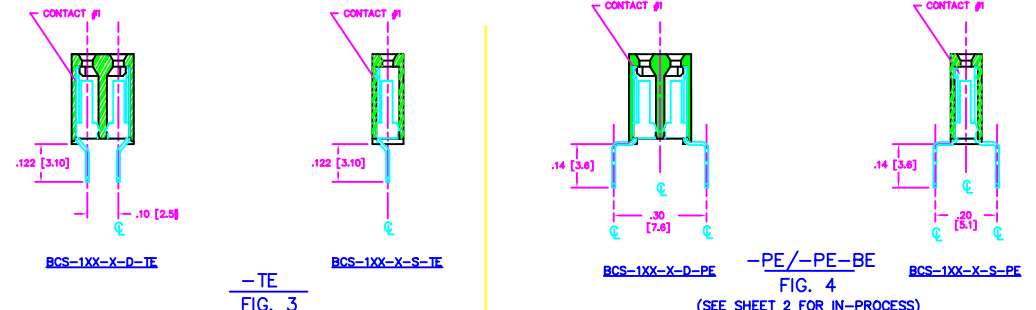 CONTACT #1
CONTACT #1
CONTACT #1
CONTACT #1
.122 [3.10]
.10 [2.5]
℄
BCS-1XX-X-D-TE
.122 [3.10]
℄
BCS-1XX-X-S-TE
-TE
FIG. 3
.14 [3.6]
℄
.30
[7.6]
℄
℄
BCS-1XX-X-D-PE
.14 [3.6]
℄
.20
[5.1]
℄
℄
BCS-1XX-X-S-PE
-PE/-PE-BE
FIG. 4
(SEE SHEET 2 FOR IN-PROCESS)